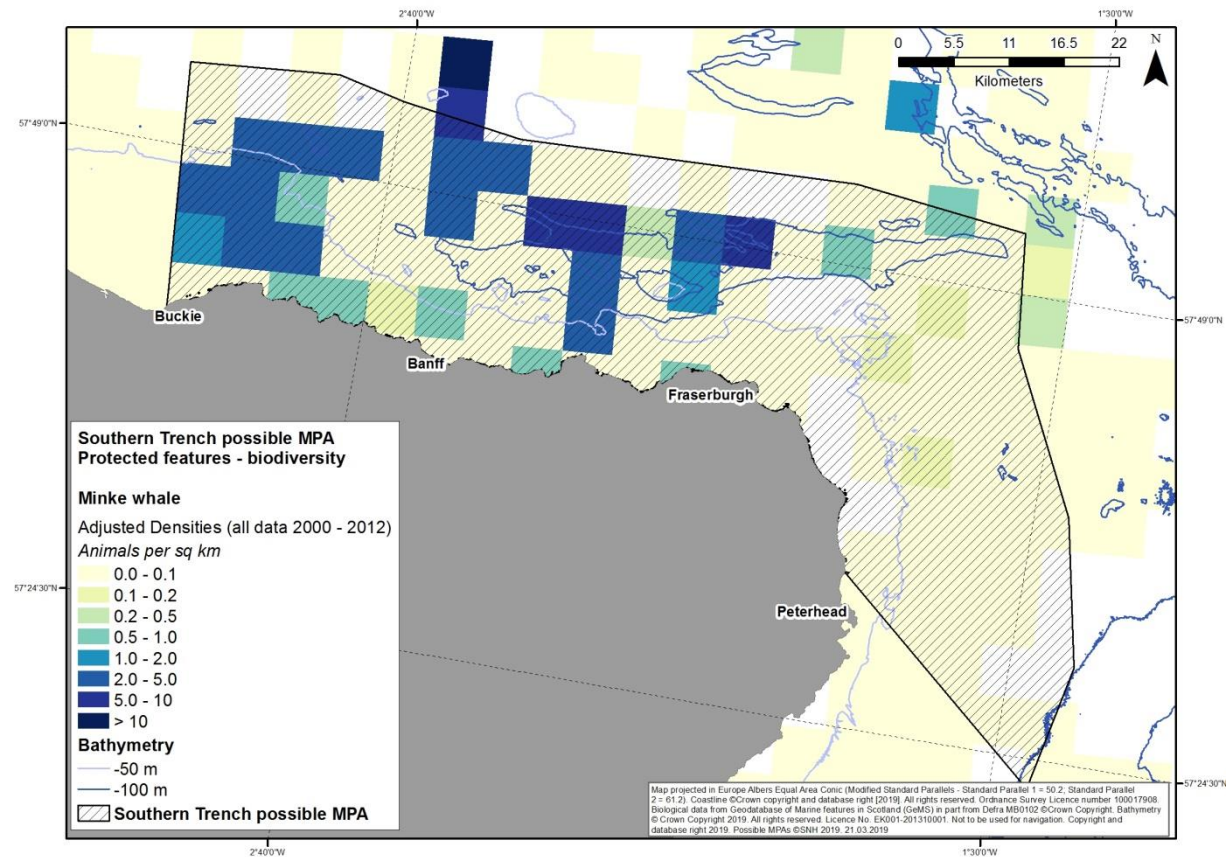 2°40'0"W
1°30'0"W
0 5.5 11 16.5 22
Kilometers
N
57°49'0"N
57°49'0"N
Buckie
Banff
Fraserburgh
Peterhead
57°24'30"N
57°24'30"N
Southern Trench possible MPA
Protected features - biodiversity
Minke whale
Adjusted Densities (all data 2000 - 2012)
Animals per sq km
0.0 - 0.1
0.1 - 0.2
0.2 - 0.5
0.5 - 1.0
1.0 - 2.0
2.0 - 5.0
5.0 - 10
> 10
Bathymetry
-50 m
-100 m
Southern Trench possible MPA
Map projected in Europe Albers Equal Area Conic (Modified Standard Parallels - Standard Parallel 1 = 50.2; Standard Parallel
2 = 61.2). Coastline ©Crown copyright and database right [2019]. All rights reserved. Ordnance Survey Licence number 100017908.
Biological data from Geodatabase of Marine features in Scotland (GeMS) in part from Defra MB0102 ©Crown Copyright. Bathymetry
© Crown Copyright 2019. All rights reserved. Licence No. EK001-201310001. Not to be used for navigation. Copyright and
database right 2019. Possible MPAs ©SNH 2019. 21.03.2019
2°40'0"W
1°30'0"W